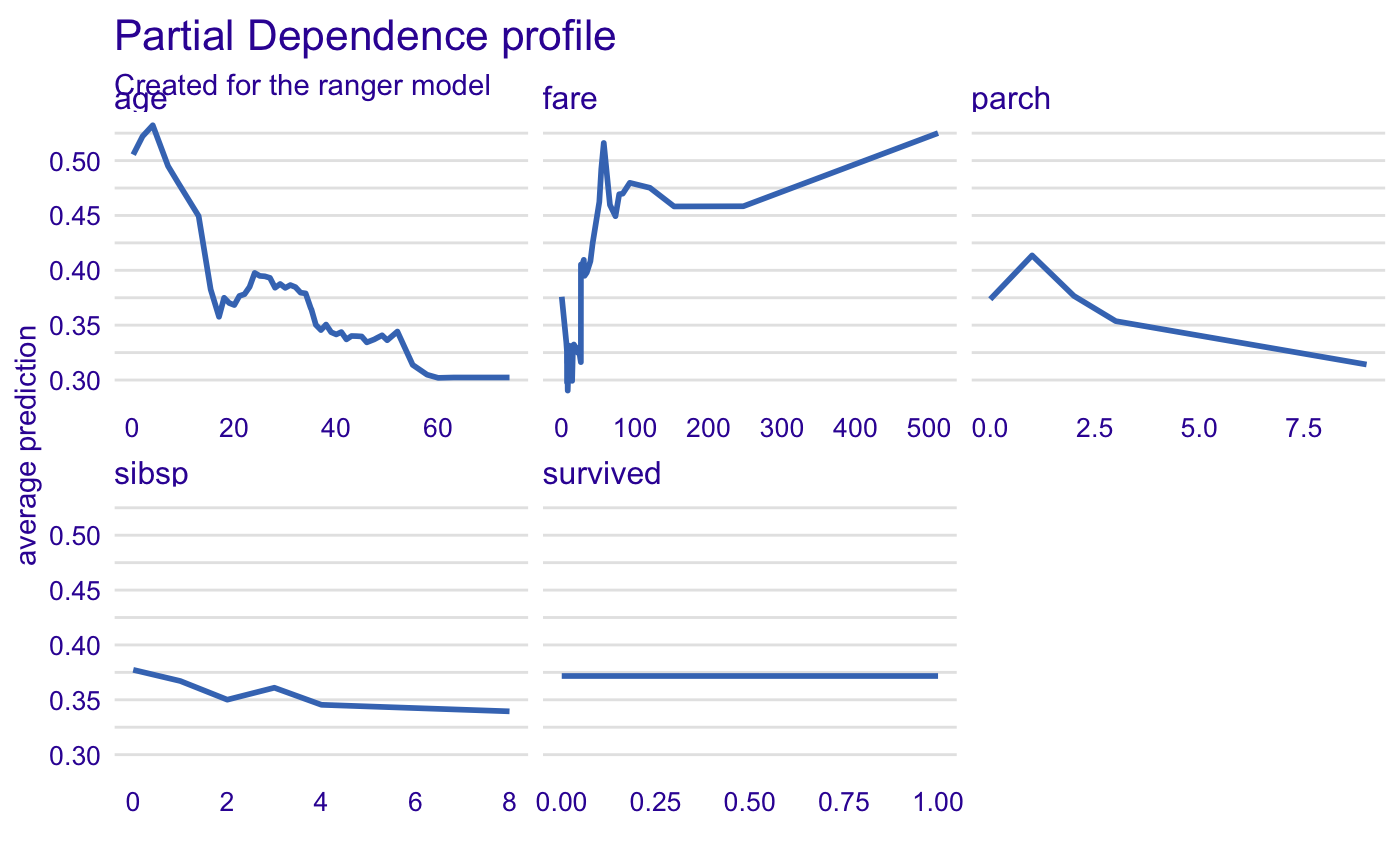 Partial Dependence profile
Created for the ranger model
age
fare
parch
0.50
0.45
0.40
0.35
0.30
average prediction
0 20 40 60
0 100 200 300 400 500
0.0 2.5 5.0 7.5
sibsp
survived
0.50
0.45
0.40
0.35
0.30
0 2 4 6 8
0.00 0.25 0.50 0.75 1.00